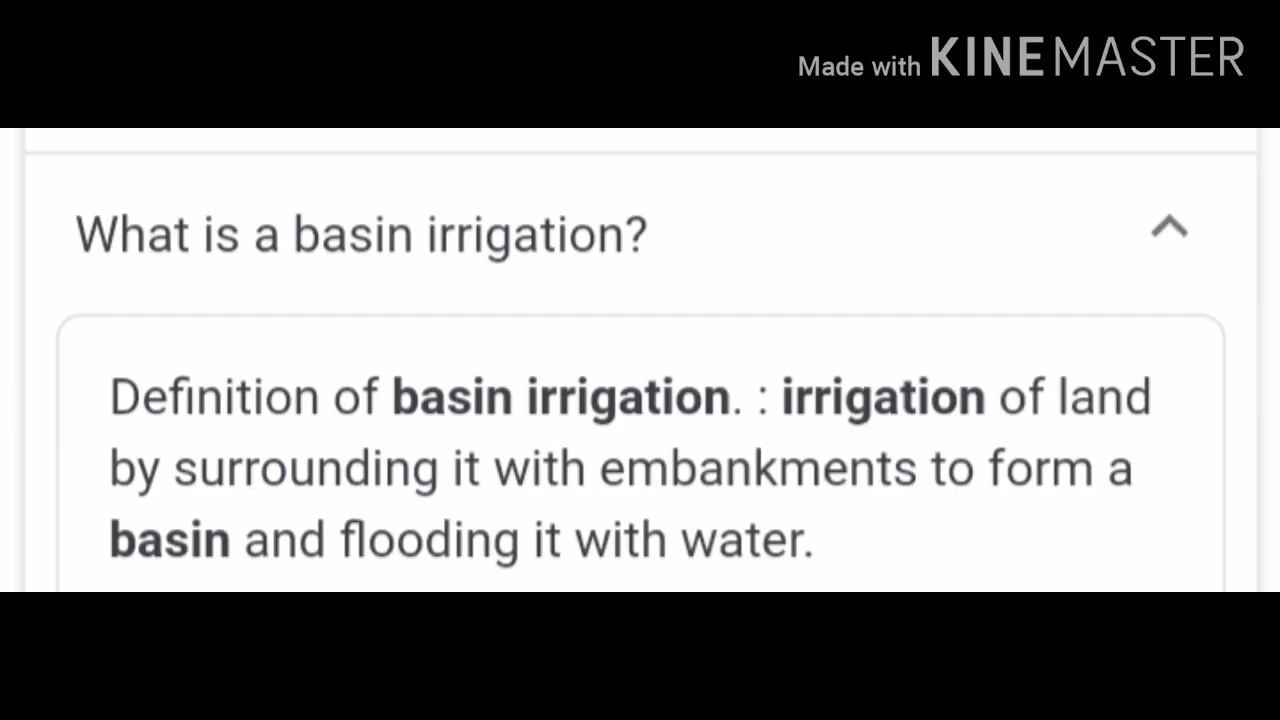 Made with KINEMASTER
What is a basin irrigation?
Definition of basin irrigation. : irrigation of land
by surrounding it with embankments to form a
basin and flooding it with water.